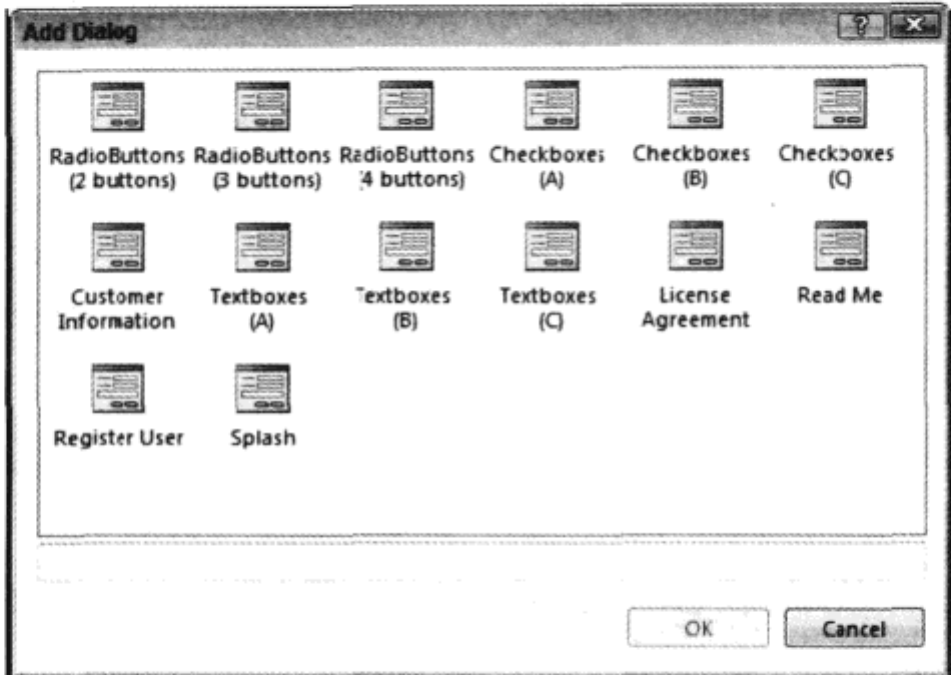 Add Dialog
RadioButtons RadioButtons RadioButtons Checkboxes Checkboxes Checkboxes
(2 buttons) (3 buttons) (4 buttons) (A) (B) (C)
Customer Textboxes Textboxes Textboxes License Read Me
Information (A) (B) (C) Agreement
Register User Splash
OK Cancel